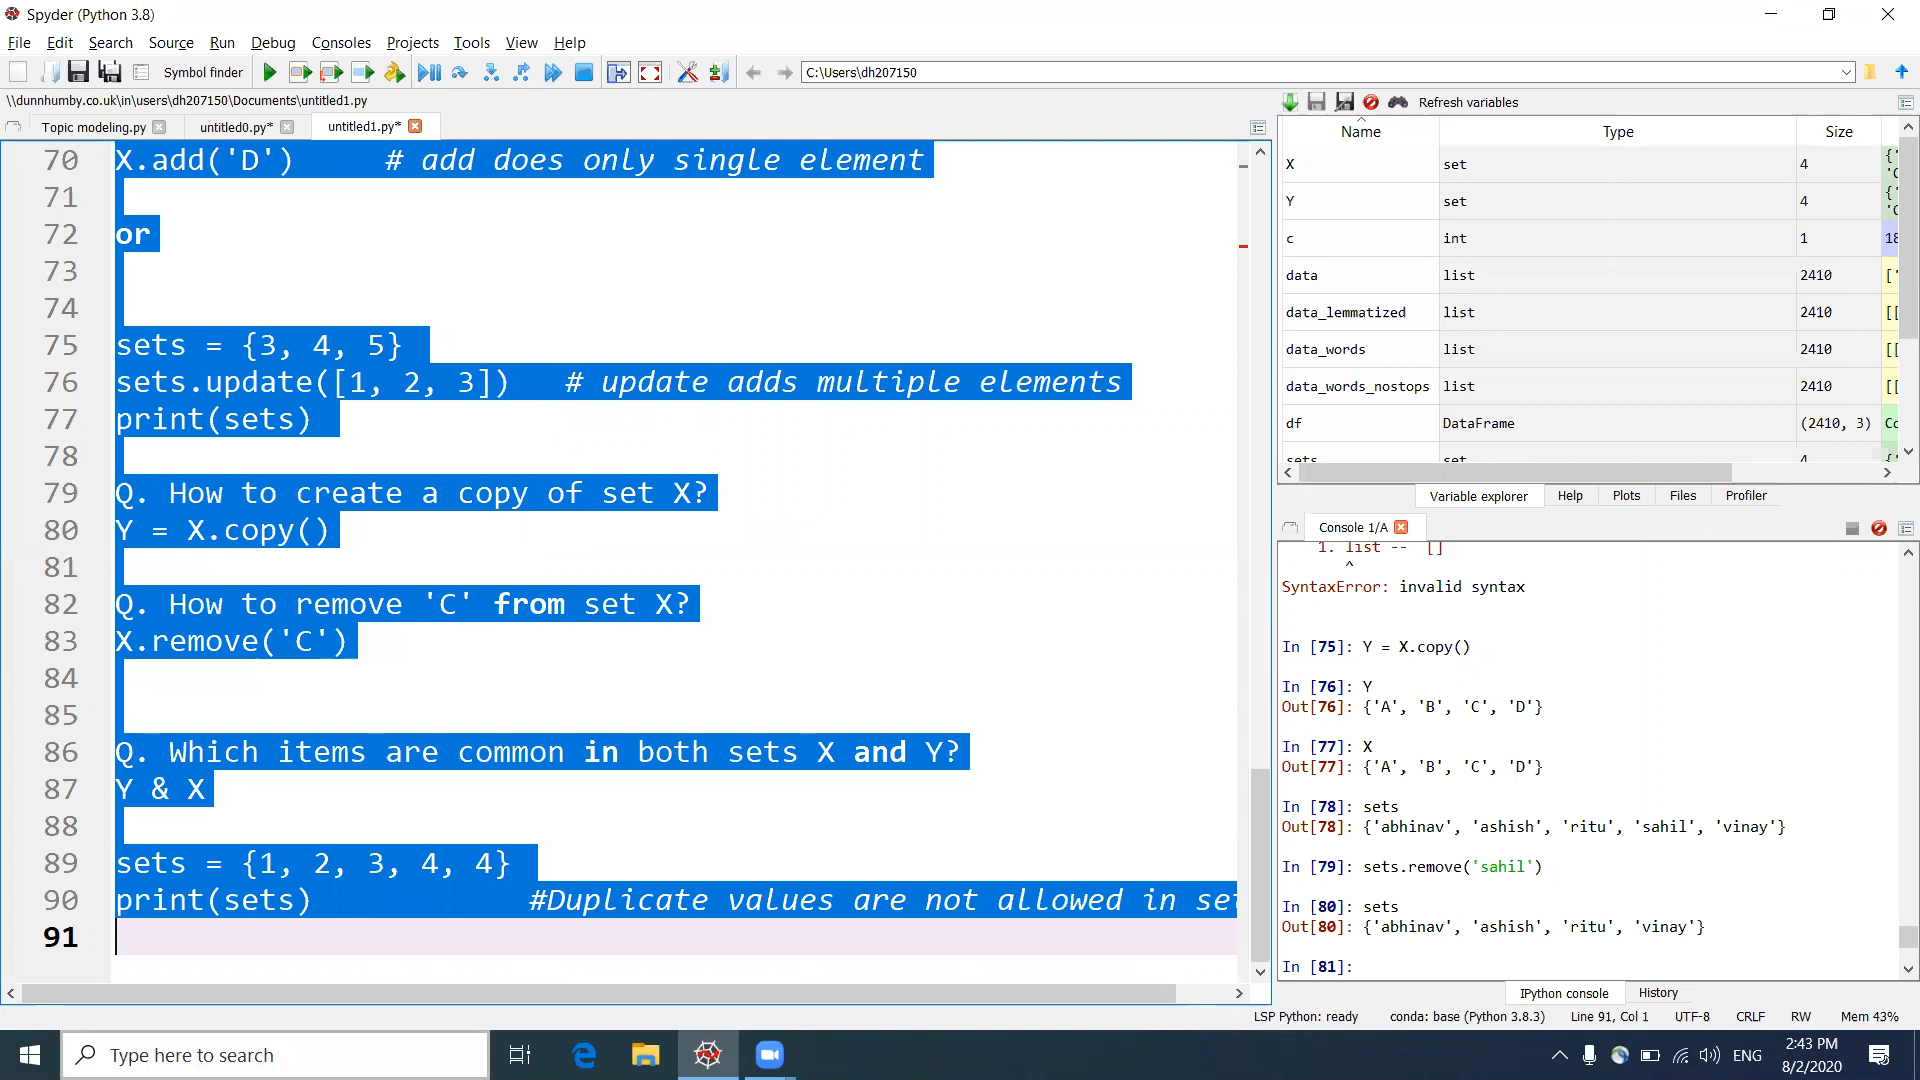 Spyder (Python 3.8)
File Edit Search Source Run Debug Consoles Projects Tools View Help
Symbol finder
C:\Users\dh207150
\\dunnhumby.co.uk\in\users\dh207150\Documents\untitled1.py
Topic modeling.py untitled0.py* untitled1.py*
70 X.add('D')     # add does only single element
71
72 or
73
74
75 sets = {3, 4, 5}
76 sets.update([1, 2, 3])   # update adds multiple elements
77 print(sets)
78
79 Q. How to create a copy of set X?
80 Y = X.copy()
81
82 Q. How to remove 'C' from set X?
83 X.remove('C')
84
85
86 Q. Which items are common in both sets X and Y?
87 Y & X
88
89 sets = {1, 2, 3, 4, 4}
90 print(sets)            #Duplicate values are not allowed in se
91
Refresh variables
Name Type Size
X set 4 {'
'C
Y set 4 {'
'C
c int 1 18
data list 2410 ['
data_lemmatized list 2410 [[
data_words list 2410 [[
data_words_nostops list 2410 [[
df DataFrame (2410, 3) Co
sets set 4 {'
Variable explorer Help Plots Files Profiler
Console 1/A
1. list -- []
^
SyntaxError: invalid syntax
In [75]: Y = X.copy()
In [76]: Y
Out[76]: {'A', 'B', 'C', 'D'}
In [77]: X
Out[77]: {'A', 'B', 'C', 'D'}
In [78]: sets
Out[78]: {'abhinav', 'ashish', 'ritu', 'sahil', 'vinay'}
In [79]: sets.remove('sahil')
In [80]: sets
Out[80]: {'abhinav', 'ashish', 'ritu', 'vinay'}
In [81]:
IPython console History
LSP Python: ready conda: base (Python 3.8.3) Line 91, Col 1 UTF-8 CRLF RW Mem 43%
Type here to search
ENG
2:43 PM
8/2/2020